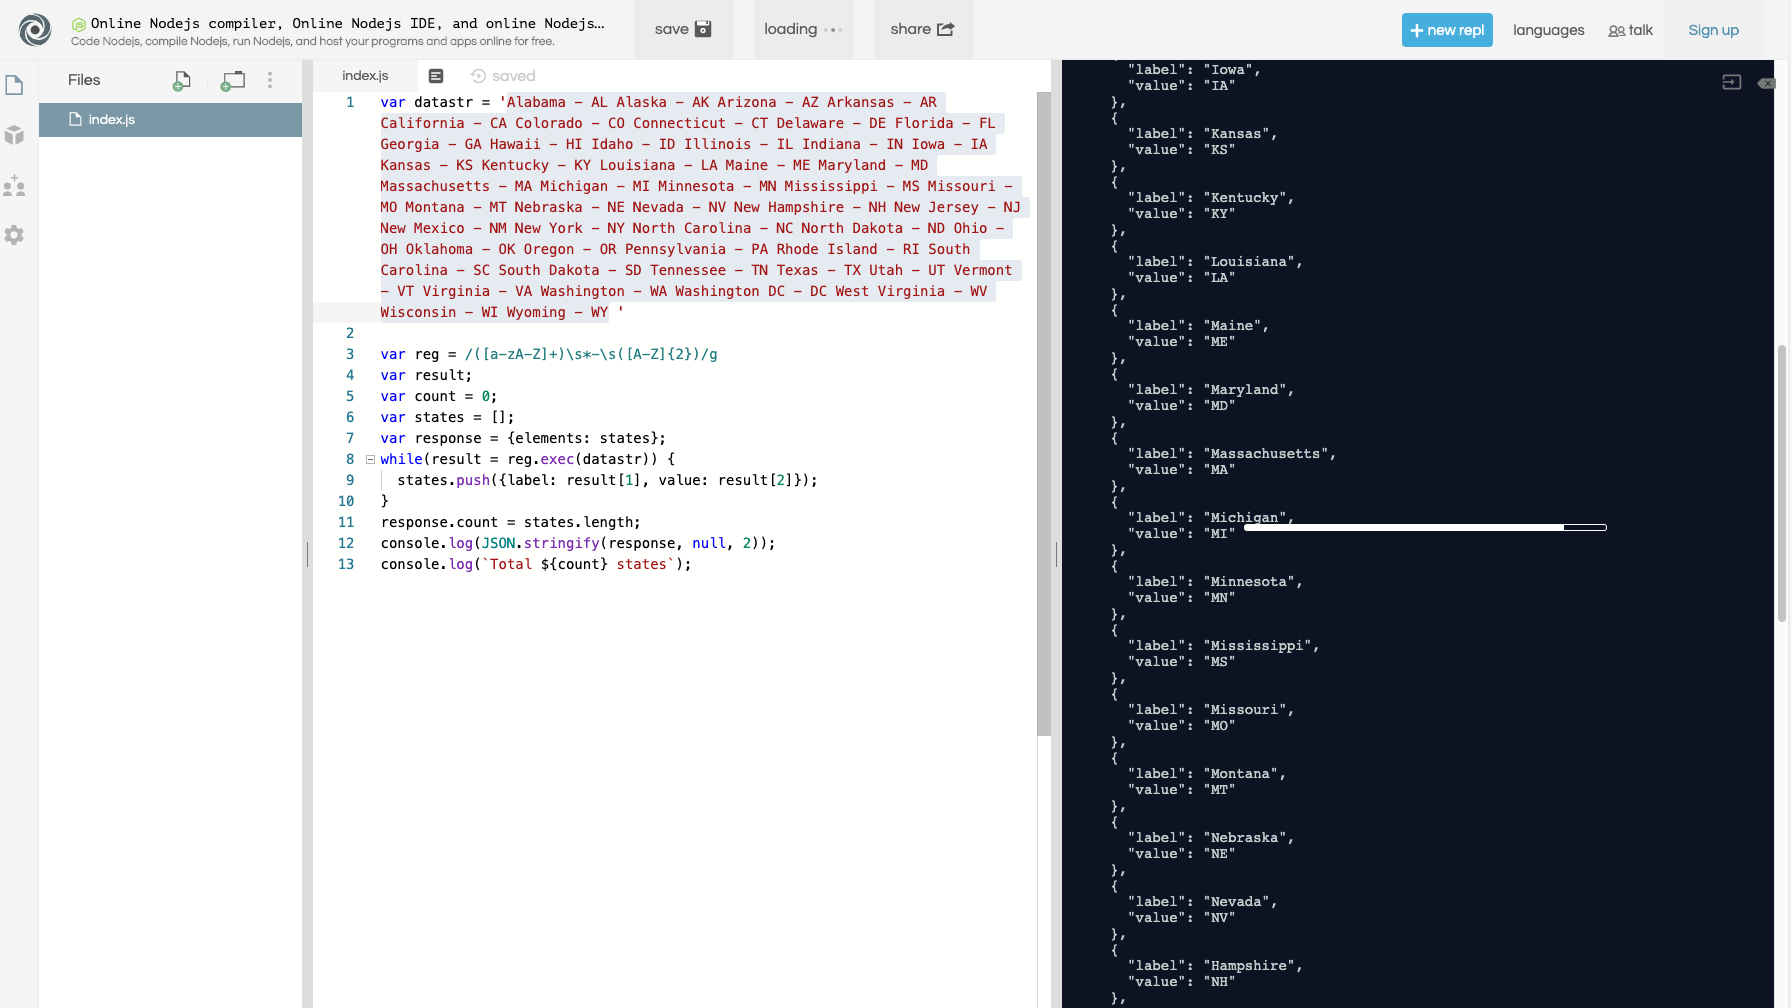 Online Nodejs compiler, Online Nodejs IDE, and online Nodejs...
Code Nodejs, compile Nodejs, run Nodejs, and host your programs and apps online for free.
save
loading
share
+ new repl
languages
talk
Sign up
Files
index.js
index.js
saved
1 var datastr = 'Alabama - AL Alaska - AK Arizona - AZ Arkansas - AR
California - CA Colorado - CO Connecticut - CT Delaware - DE Florida - FL
Georgia - GA Hawaii - HI Idaho - ID Illinois - IL Indiana - IN Iowa - IA
Kansas - KS Kentucky - KY Louisiana - LA Maine - ME Maryland - MD
Massachusetts - MA Michigan - MI Minnesota - MN Mississippi - MS Missouri -
MO Montana - MT Nebraska - NE Nevada - NV New Hampshire - NH New Jersey - NJ
New Mexico - NM New York - NY North Carolina - NC North Dakota - ND Ohio -
OH Oklahoma - OK Oregon - OR Pennsylvania - PA Rhode Island - RI South
Carolina - SC South Dakota - SD Tennessee - TN Texas - TX Utah - UT Vermont
- VT Virginia - VA Washington - WA Washington DC - DC West Virginia - WV
Wisconsin - WI Wyoming - WY '
2
3 var reg = /([a-zA-Z]+)\s*-\s([A-Z]{2})/g
4 var result;
5 var count = 0;
6 var states = [];
7 var response = {elements: states};
8 while(result = reg.exec(datastr)) {
9 states.push({label: result[1], value: result[2]});
10 }
11 response.count = states.length;
12 console.log(JSON.stringify(response, null, 2));
13 console.log(`Total ${count} states`);
"label": "Iowa",
"value": "IA"
},
{
"label": "Kansas",
"value": "KS"
},
{
"label": "Kentucky",
"value": "KY"
},
{
"label": "Louisiana",
"value": "LA"
},
{
"label": "Maine",
"value": "ME"
},
{
"label": "Maryland",
"value": "MD"
},
{
"label": "Massachusetts",
"value": "MA"
},
{
"label": "Michigan",
"value": "MI"
},
{
"label": "Minnesota",
"value": "MN"
},
{
"label": "Mississippi",
"value": "MS"
},
{
"label": "Missouri",
"value": "MO"
},
{
"label": "Montana",
"value": "MT"
},
{
"label": "Nebraska",
"value": "NE"
},
{
"label": "Nevada",
"value": "NV"
},
{
"label": "Hampshire",
"value": "NH"
},